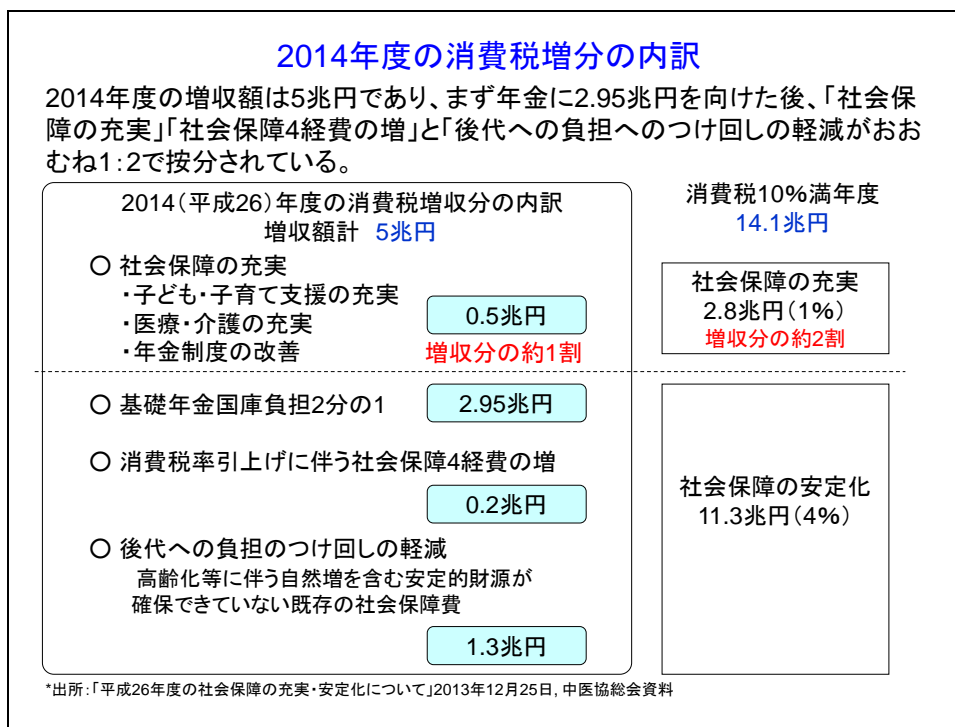 2014年度の消費税増分の内訳
2014年度の増収額は5兆円であり、まず年金に2.95兆円を向けた後、「社会保
障の充実」「社会保障4経費の増」と「後代への負担へのつけ回しの軽減がおお
むね1:2で按分されている。
2014(平成26)年度の消費税増収分の内訳
増収額計 5兆円
○ 社会保障の充実
・子ども・子育て支援の充実
・医療・介護の充実
・年金制度の改善
0.5兆円
増収分の約1割
○ 基礎年金国庫負担2分の1
2.95兆円
○ 消費税率引上げに伴う社会保障4経費の増
0.2兆円
○ 後代への負担のつけ回しの軽減
高齢化等に伴う自然増を含む安定的財源が
確保できていない既存の社会保障費
1.3兆円
消費税10%満年度
14.1兆円
社会保障の充実
2.8兆円(1%)
増収分の約2割
社会保障の安定化
11.3兆円(4%)
*出所:「平成26年度の社会保障の充実・安定化について」2013年12月25日, 中医協総会資料